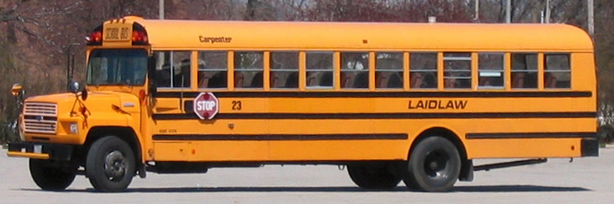 SCHOOL BUS
Carpenter
STOP
23
LAIDLAW